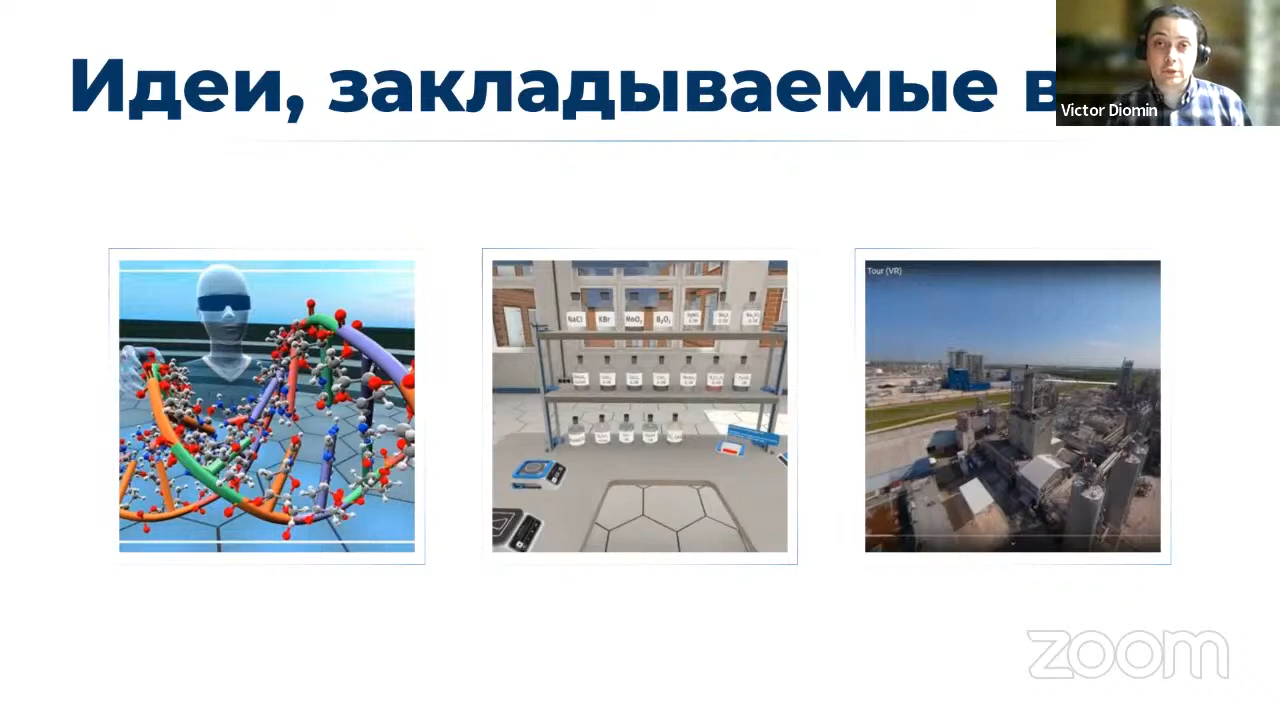 Идеи, закладываемые в
Victor Diomin
Tour (VR)
NaCl KBr MnO₂ B₂O₃
zoom